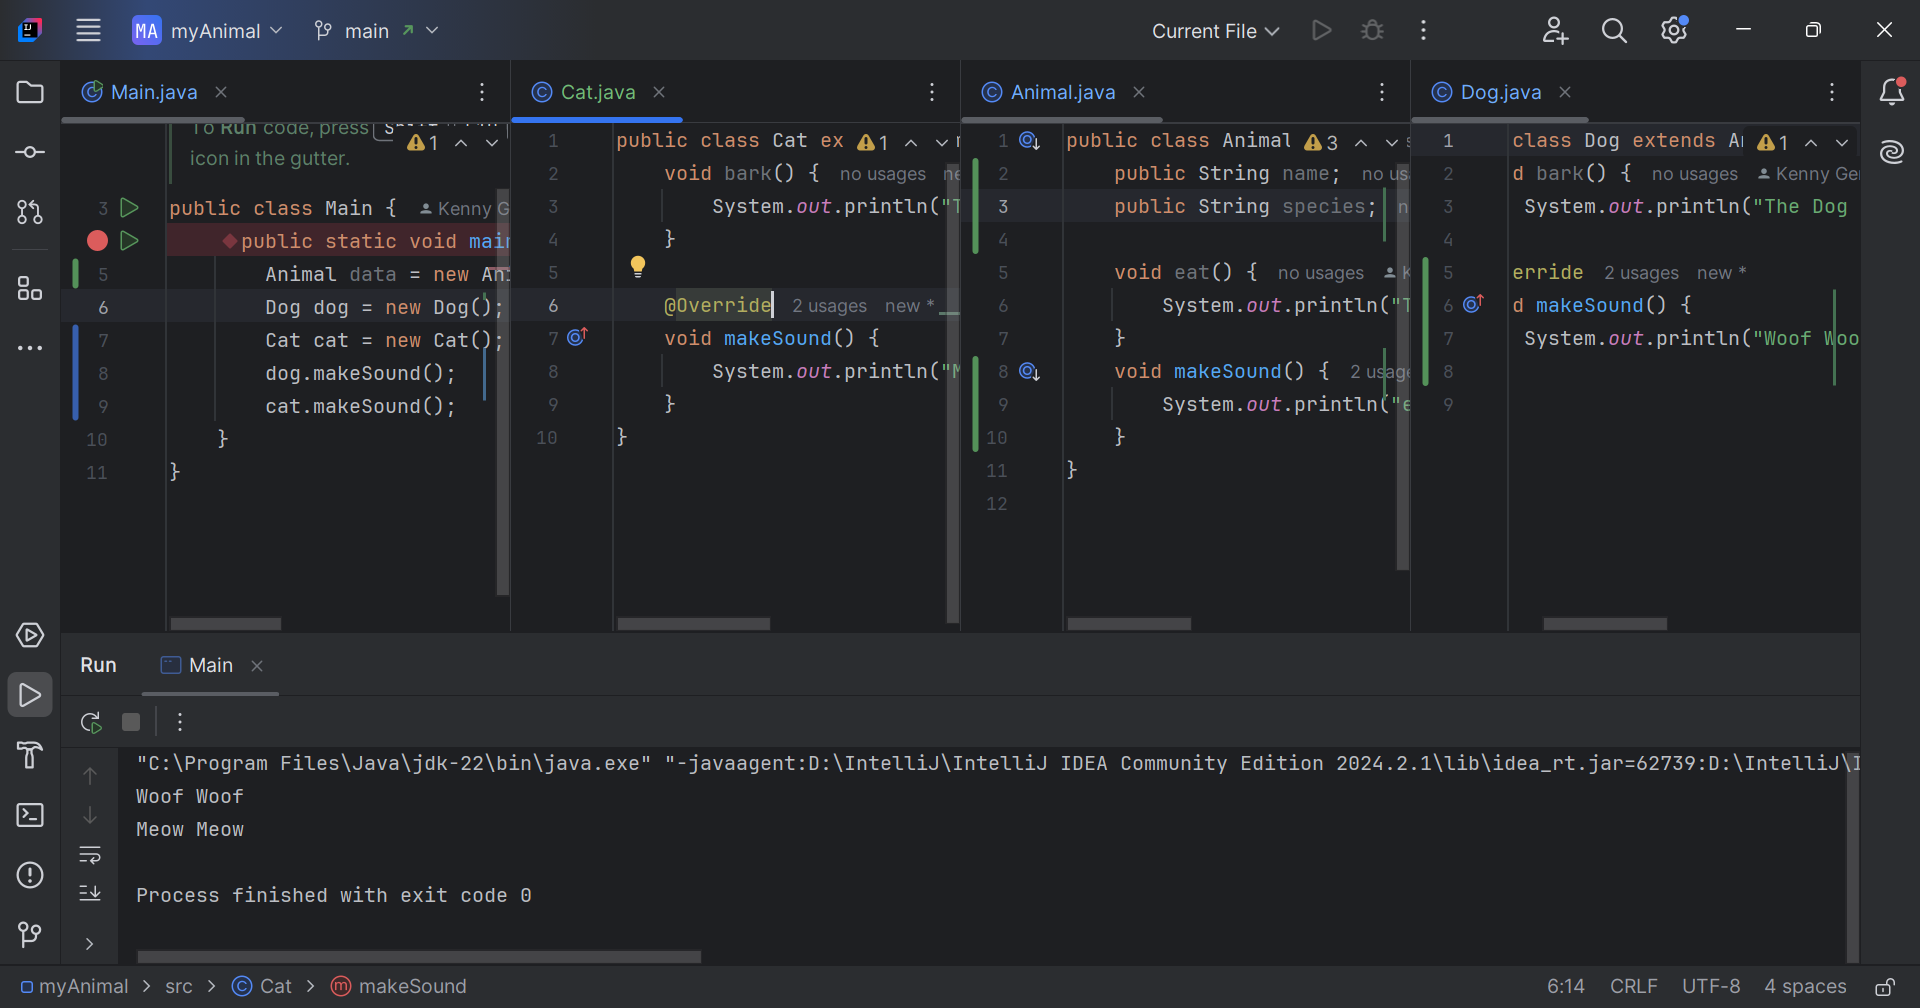 MA myAnimal main Current File
Main.java
To Run code, press
icon in the gutter.
1
3 public class Main { Kenny G
public static void main
5 Animal data = new Ani
6 Dog dog = new Dog();
7 Cat cat = new Cat();
8 dog.makeSound();
9 cat.makeSound();
10 }
11 }
Cat.java
1 public class Cat ex 1
2 void bark() { no usages ne
3 System.out.println("T
4 }
5
6 @Override 2 usages new *
7 void makeSound() {
8 System.out.println("M
9 }
10 }
Animal.java
1 public class Animal 3
2 public String name; no us
3 public String species; n
4
5 void eat() { no usages K
6 System.out.println("T
7 }
8 void makeSound() { 2 usage
9 System.out.println("e
10 }
11 }
12
Dog.java
1 class Dog extends A 1
2 d bark() { no usages Kenny Ge
3 System.out.println("The Dog
4
5 erride 2 usages new *
6 d makeSound() {
7 System.out.println("Woof Woo
8
9
Run Main
"C:\Program Files\Java\jdk-22\bin\java.exe" "-javaagent:D:\IntelliJ\IntelliJ IDEA Community Edition 2024.2.1\lib\idea_rt.jar=62739:D:\IntelliJ\I
Woof Woof
Meow Meow
Process finished with exit code 0
myAnimal > src > Cat > makeSound 6:14 CRLF UTF-8 4 spaces